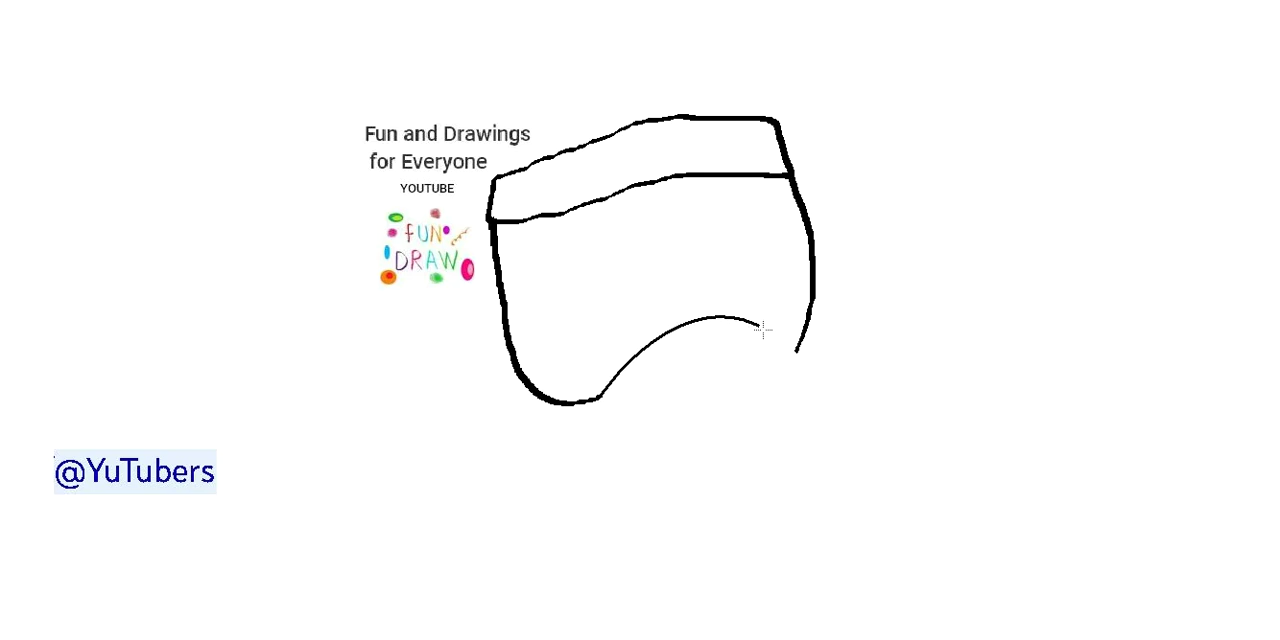 Fun and Drawings
for Everyone
YOUTUBE
FUN
DRAW
@YuTubers